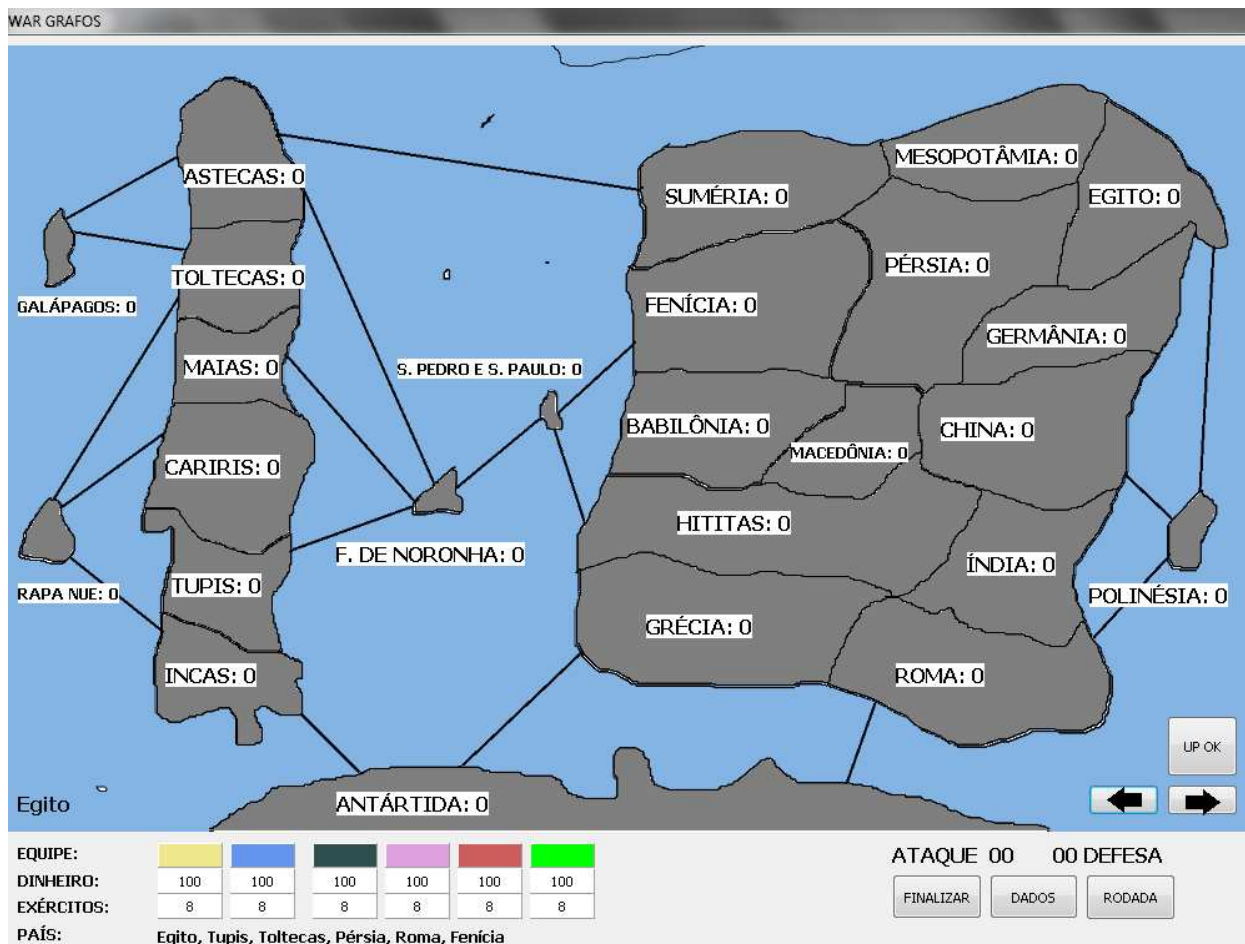 WAR GRAFOS
MESOPOTÂMIA: 0
ASTECAS: 0
SUMÉRIA: 0
EGITO: 0
TOLTECAS: 0
PÉRSIA: 0
GALÁPAGOS: 0
FENÍCIA: 0
GERMÂNIA: 0
MAIAS: 0
S. PEDRO E S. PAULO: 0
BABILÔNIA: 0
CHINA: 0
MACEDÔNIA: 0
CARIRIS: 0
HITITAS: 0
F. DE NORONHA: 0
ÍNDIA: 0
TUPIS: 0
RAPA NUE: 0
POLINÉSIA: 0
GRÉCIA: 0
INCAS: 0
ROMA: 0
UP OK
Egito
ANTÁRTIDA: 0
EQUIPE:
ATAQUE 00 00 DEFESA
DINHEIRO: 100 100 100 100 100 100
EXÉRCITOS: 8 8 8 8 8 8
FINALIZAR DADOS RODADA
PAÍS: Egito, Tupis, Toltecas, Pérsia, Roma, Fenícia